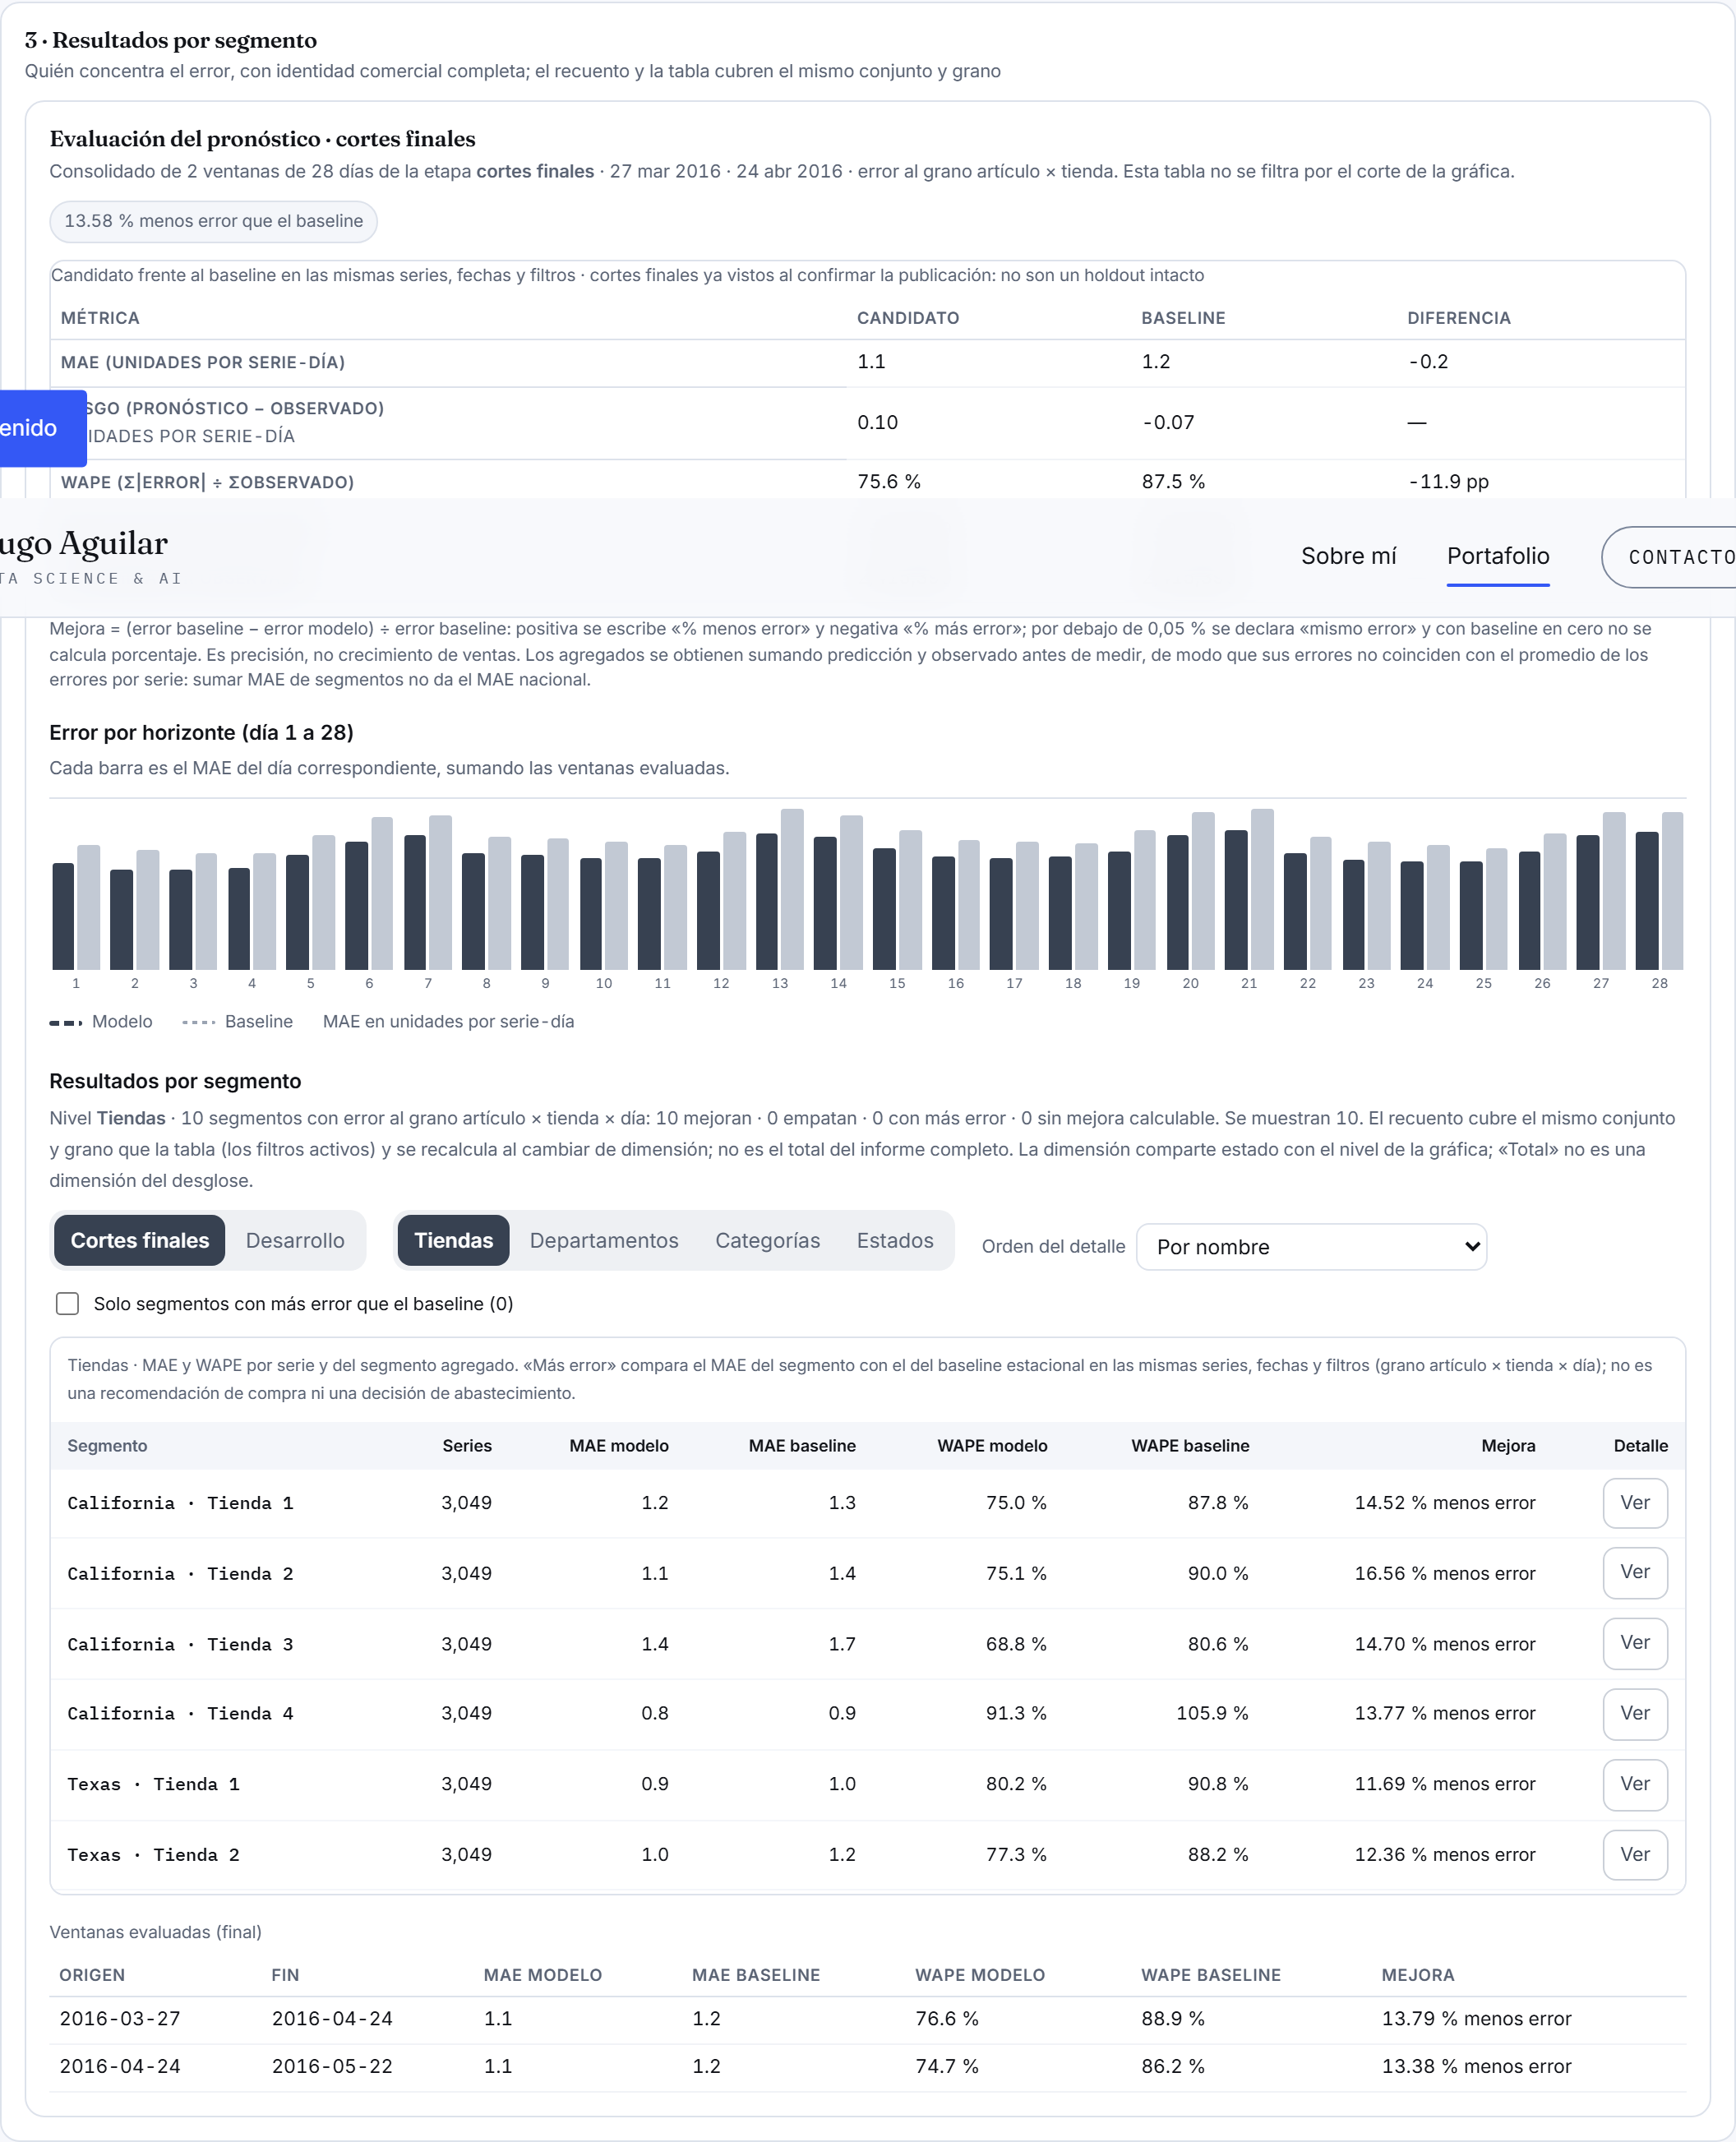 3 · Resultados por segmento
Quién concentra el error, con identidad comercial completa; el recuento y la tabla cubren el mismo conjunto y grano
Evaluación del pronóstico · cortes finales
Consolidado de 2 ventanas de 28 días de la etapa cortes finales · 27 mar 2016 · 24 abr 2016 · error al grano artículo × tienda. Esta tabla no se filtra por el corte de la gráfica.
13.58 % menos error que el baseline
Candidato frente al baseline en las mismas series, fechas y filtros · cortes finales ya vistos al confirmar la publicación: no son un holdout intacto
MÉTRICA CANDIDATO BASELINE DIFERENCIA
MAE (UNIDADES POR SERIE-DÍA) 1.1 1.2 -0.2
SGO (PRONÓSTICO – OBSERVADO) 0.10 -0.07 —
IDADES POR SERIE-DÍA
enido
WAPE (Σ|ERROR| ÷ ΣOBSERVADO) 75.6 % 87.5 % -11.9 pp
ugo Aguilar
TA SCIENCE & AI
Sobre mí Portafolio CONTACTO
Mejora = (error baseline – error modelo) ÷ error baseline: positiva se escribe «% menos error» y negativa «% más error»; por debajo de 0,05 % se declara «mismo error» y con baseline en cero no se
calcula porcentaje. Es precisión, no crecimiento de ventas. Los agregados se obtienen sumando predicción y observado antes de medir, de modo que sus errores no coinciden con el promedio de los
errores por serie: sumar MAE de segmentos no da el MAE nacional.
Error por horizonte (día 1 a 28)
Cada barra es el MAE del día correspondiente, sumando las ventanas evaluadas.
1 2 3 4 5 6 7 8 9 10 11 12 13 14 15 16 17 18 19 20 21 22 23 24 25 26 27 28
Modelo Baseline MAE en unidades por serie-día
Resultados por segmento
Nivel Tiendas · 10 segmentos con error al grano artículo × tienda × día: 10 mejoran · 0 empatan · 0 con más error · 0 sin mejora calculable. Se muestran 10. El recuento cubre el mismo conjunto
y grano que la tabla (los filtros activos) y se recalcula al cambiar de dimensión; no es el total del informe completo. La dimensión comparte estado con el nivel de la gráfica; «Total» no es una
dimensión del desglose.
Cortes finales Desarrollo Tiendas Departamentos Categorías Estados Orden del detalle Por nombre
Solo segmentos con más error que el baseline (0)
Tiendas · MAE y WAPE por serie y del segmento agregado. «Más error» compara el MAE del segmento con el del baseline estacional en las mismas series, fechas y filtros (grano artículo × tienda × día); no es
una recomendación de compra ni una decisión de abastecimiento.
Segmento Series MAE modelo MAE baseline WAPE modelo WAPE baseline Mejora Detalle
California · Tienda 1 3,049 1.2 1.3 75.0 % 87.8 % 14.52 % menos error Ver
California · Tienda 2 3,049 1.1 1.4 75.1 % 90.0 % 16.56 % menos error Ver
California · Tienda 3 3,049 1.4 1.7 68.8 % 80.6 % 14.70 % menos error Ver
California · Tienda 4 3,049 0.8 0.9 91.3 % 105.9 % 13.77 % menos error Ver
Texas · Tienda 1 3,049 0.9 1.0 80.2 % 90.8 % 11.69 % menos error Ver
Texas · Tienda 2 3,049 1.0 1.2 77.3 % 88.2 % 12.36 % menos error Ver
Ventanas evaluadas (final)
ORIGEN FIN MAE MODELO MAE BASELINE WAPE MODELO WAPE BASELINE MEJORA
2016-03-27 2016-04-24 1.1 1.2 76.6 % 88.9 % 13.79 % menos error
2016-04-24 2016-05-22 1.1 1.2 74.7 % 86.2 % 13.38 % menos error